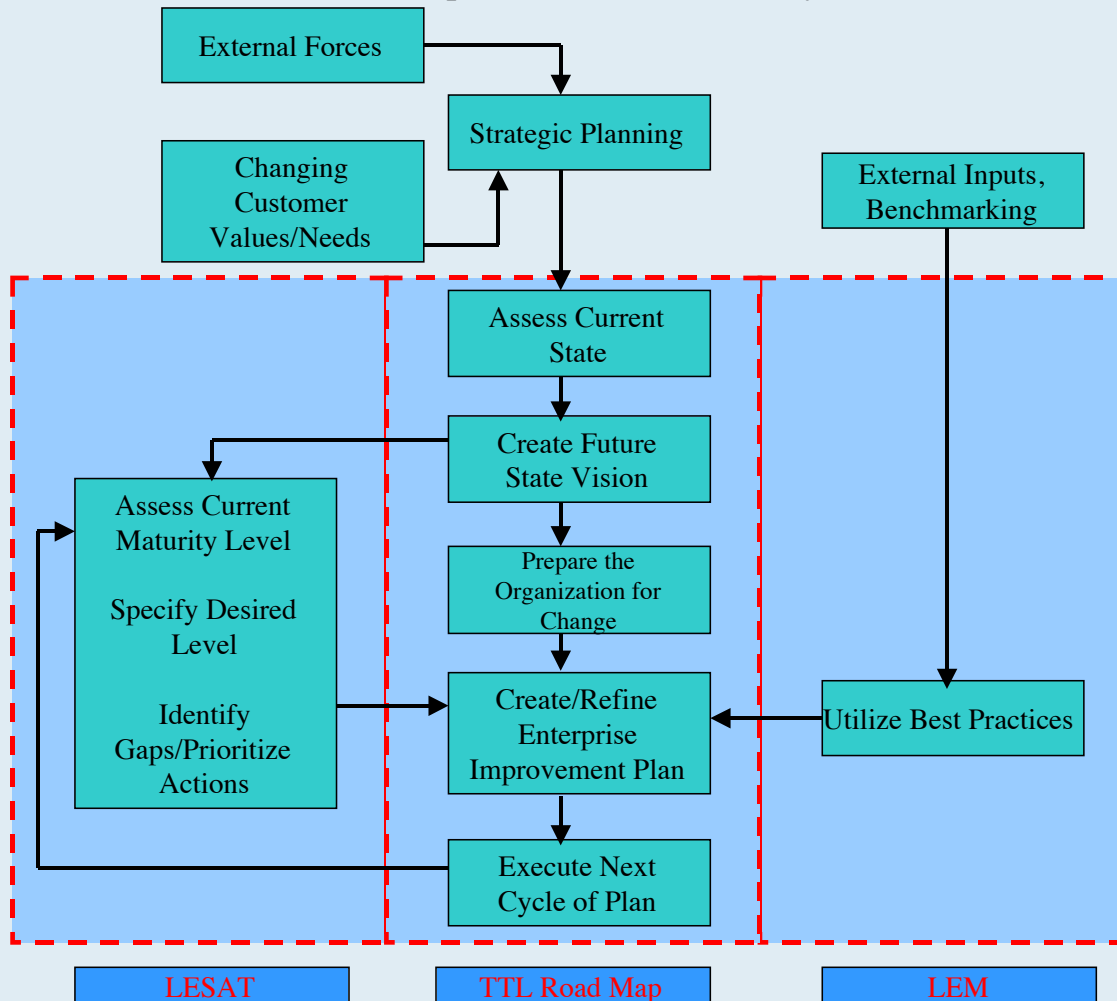 External Forces
Strategic Planning
Changing
Customer
Values/Needs
External Inputs,
Benchmarking
Assess Current
State
Create Future
State Vision
Assess Current
Maturity Level
Specify Desired
Level
Identify
Gaps/Prioritize
Actions
Prepare the
Organization for
Change
Create/Refine
Enterprise
Improvement Plan
Utilize Best Practices
Execute Next
Cycle of Plan
LESAT
TTL Road Map
LEM